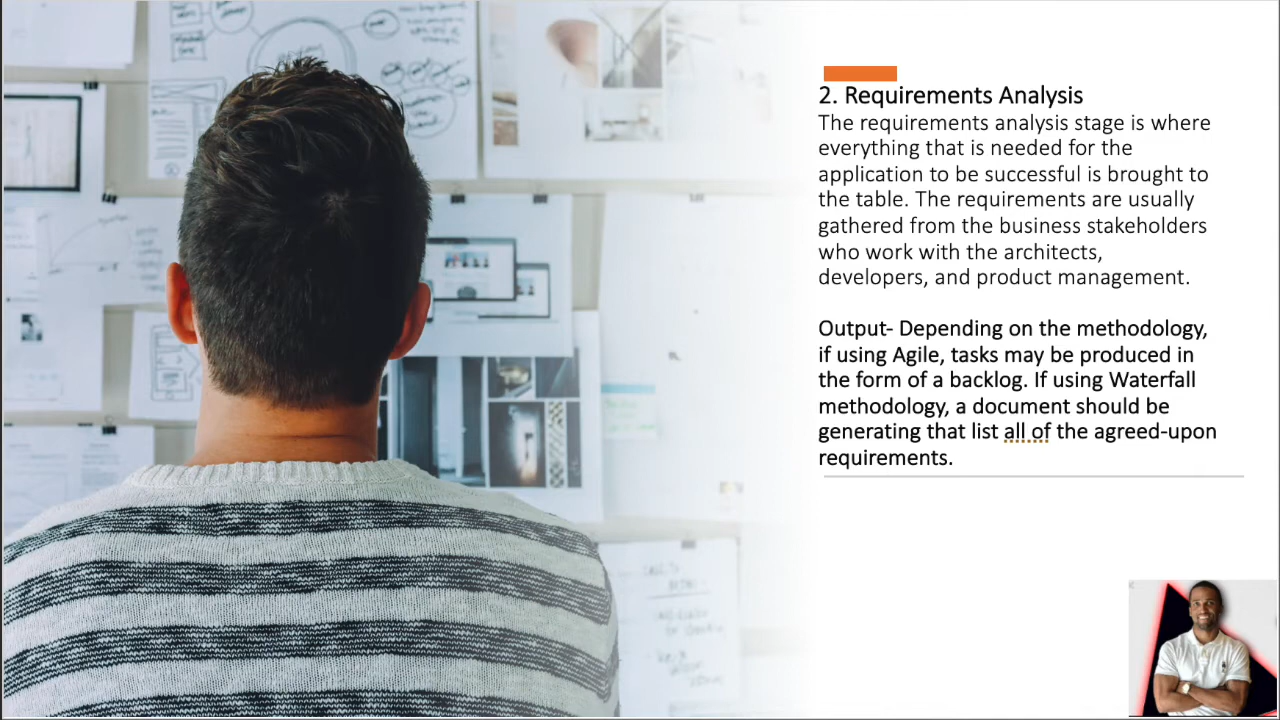 2. Requirements Analysis
The requirements analysis stage is where
everything that is needed for the
application to be successful is brought to
the table. The requirements are usually
gathered from the business stakeholders
who work with the architects,
developers, and product management.
Output- Depending on the methodology,
if using Agile, tasks may be produced in
the form of a backlog. If using Waterfall
methodology, a document should be
generating that list all of the agreed-upon
requirements.